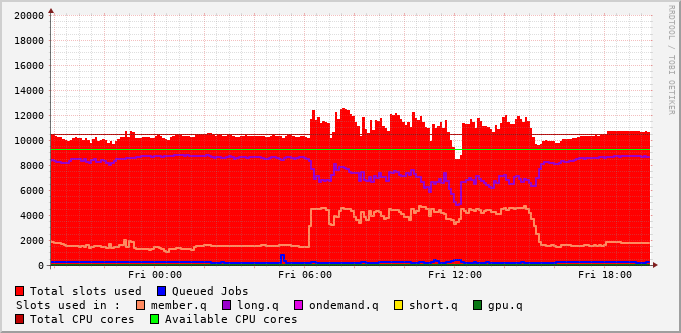 20000
18000
16000
14000
12000
10000
8000
6000
4000
2000
0
Fri 00:00 Fri 06:00 Fri 12:00 Fri 18:00
Total slots used Queued Jobs
Slots used in : member.q long.q ondemand.q short.q gpu.q
Total CPU cores Available CPU cores
RRDTOOL / TOBI OETIKER